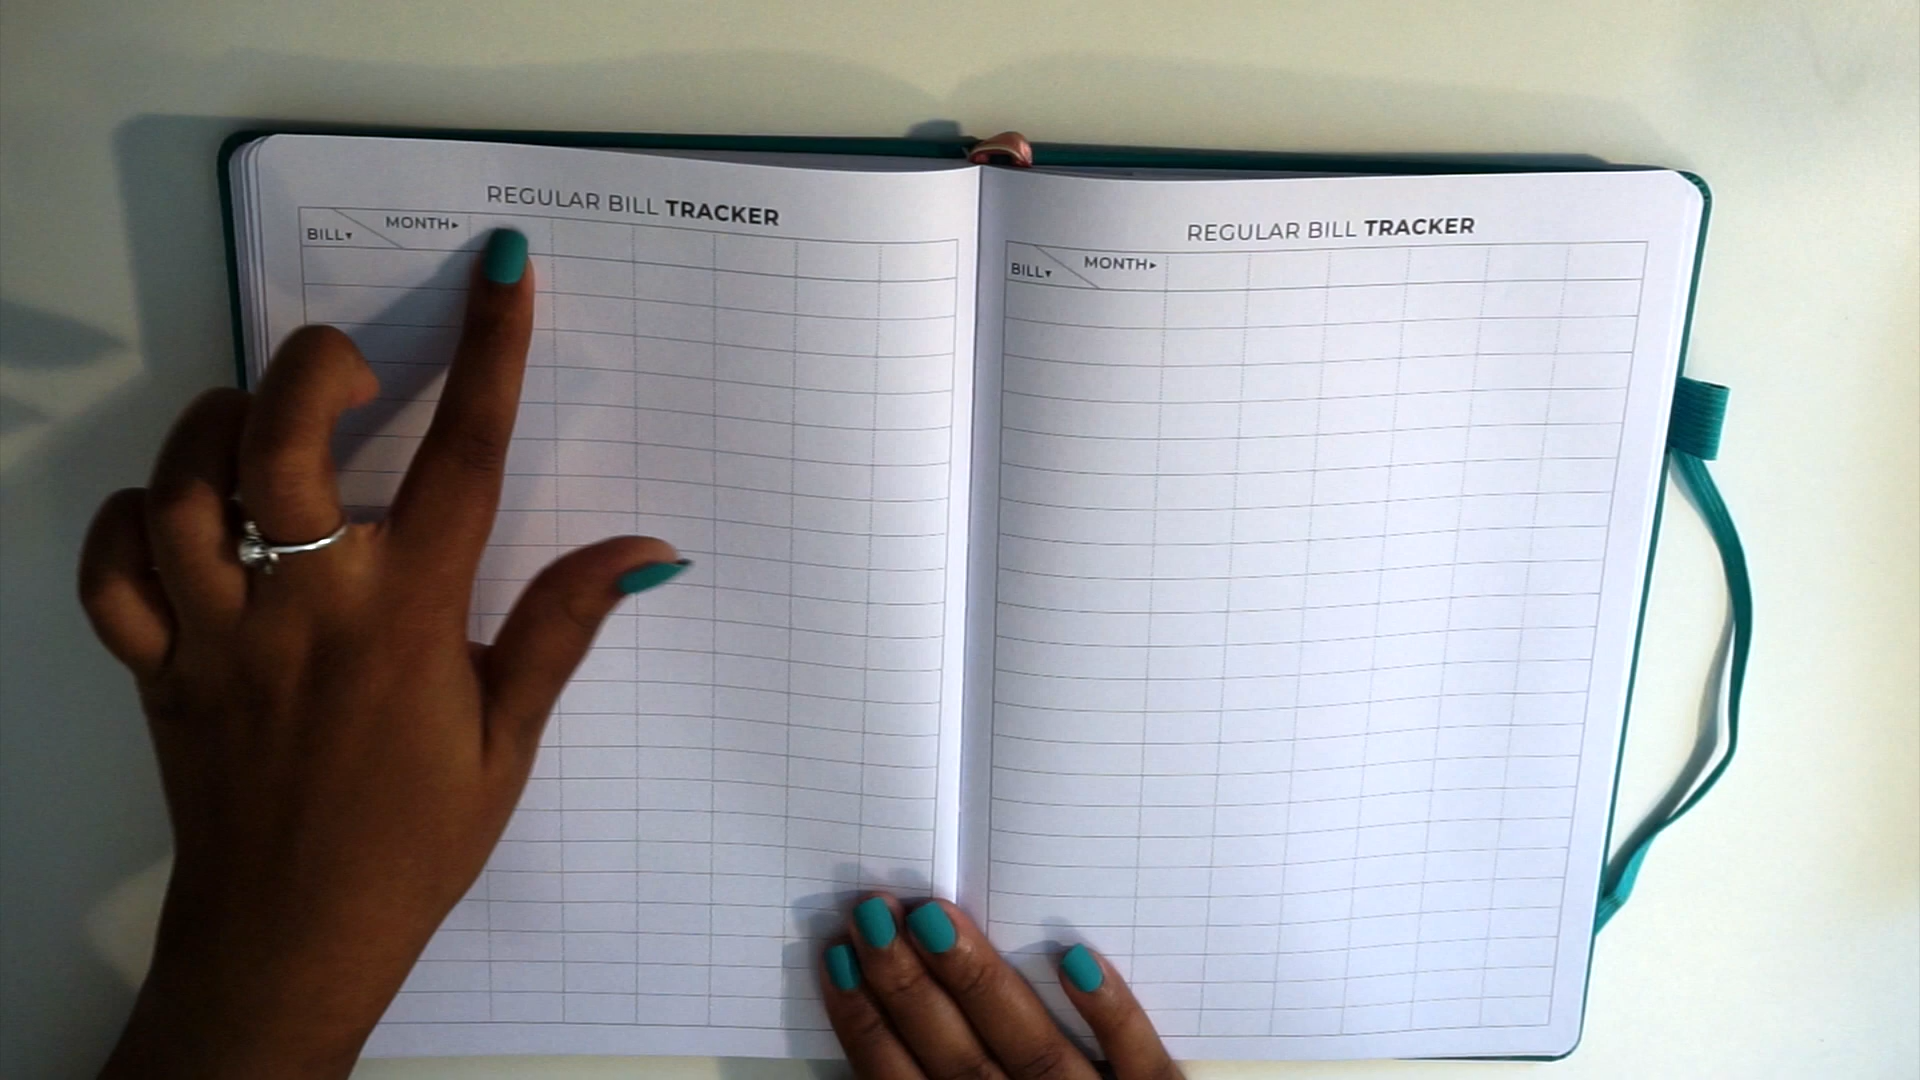 REGULAR BILL TRACKER
MONTH▸
BILL▾
REGULAR BILL TRACKER
MONTH▸
BILL▾